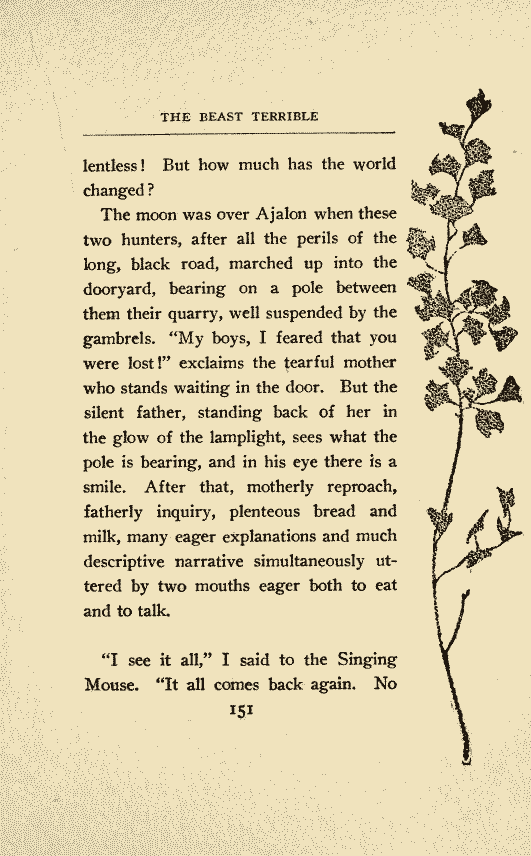 THE BEAST TERRIBLE
lentless! But how much has the world
changed?
The moon was over Ajalon when these
two hunters, after all the perils of the
long, black road, marched up into the
dooryard, bearing on a pole between
them their quarry, well suspended by the
gambrels. “My boys, I feared that you
were lost!” exclaims the tearful mother
who stands waiting in the door. But the
silent father, standing back of her in
the glow of the lamplight, sees what the
pole is bearing, and in his eye there is a
smile. After that, motherly reproach,
fatherly inquiry, plenteous bread and
milk, many eager explanations and much
descriptive narrative simultaneously ut-
tered by two mouths eager both to eat
and to talk.
“I see it all,” I said to the Singing
Mouse. “It all comes back again. No
151